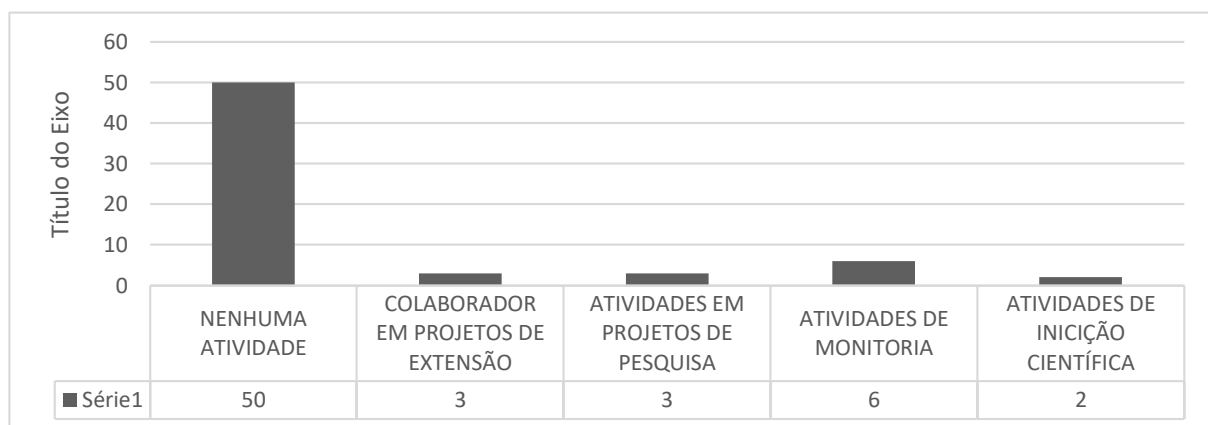 60
50
40
30
20
10
0
Título do Eixo
NENHUMA
ATIVIDADE
COLABORADOR
EM PROJETOS DE
EXTENSÃO
ATIVIDADES EM
PROJETOS DE
PESQUISA
ATIVIDADES DE
MONITORIA
ATIVIDADES DE
INICIÇÃO
CIENTÍFICA
Série1 50 3 3 6 2